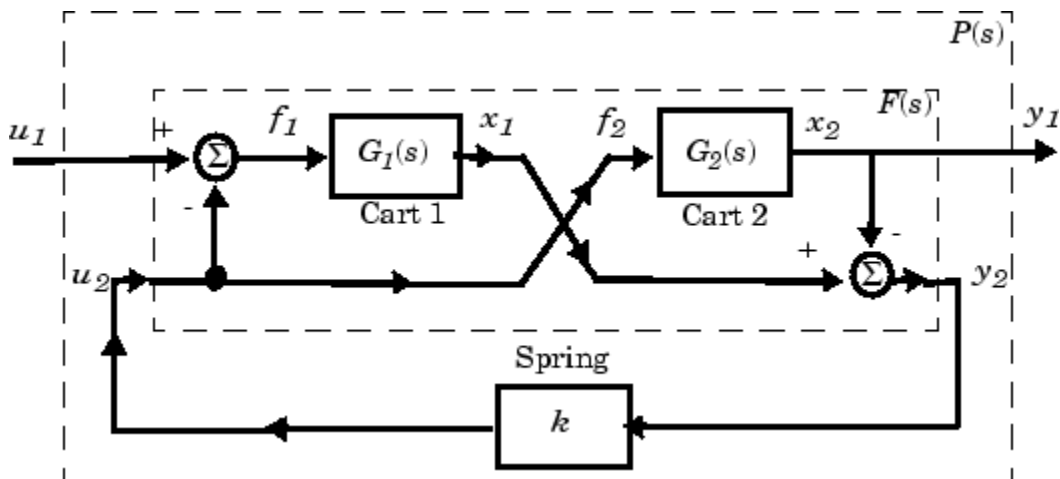 P(s)
F(s)
u1
+
Σ
-
f1
G1(s)
Cart 1
x1
f2
G2(s)
Cart 2
x2
y1
u2
+
-
Σ
y2
Spring
k